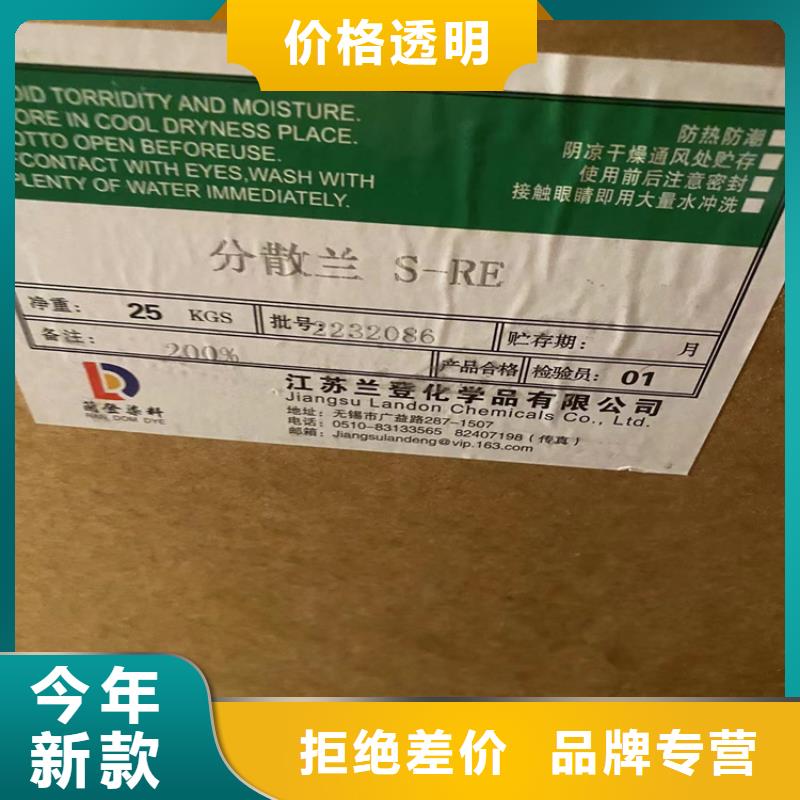 价格透明
OID TORRIDITY AND MOISTURE.
ORE IN COOL DRYNESS PLACE.
OTTO OPEN BEFOREUSE.
FCONTACT WITH EYES,WASH WITH
PLENTY OF WATER IMMEDIATELY.
防热防潮
阴凉干燥通风处贮存
使用前后注意密封
接触眼睛即用大量水冲洗
分散兰 S-RE
净重: 25 KGS 批号:2232086 贮存期: 月
备注: 200% 产品合格 检验员: 01
蘭登染料
RAN DOM DYE
江苏兰登化学品有限公司
Jiangsu Landon Chemicals Co., Ltd.
地址: 无锡市广益路287-1507
电话: 0510-83133565 82407198 (传真)
邮箱: Jiangsulandeng@vip.163.com
今年
新款
拒绝差价 品牌专营